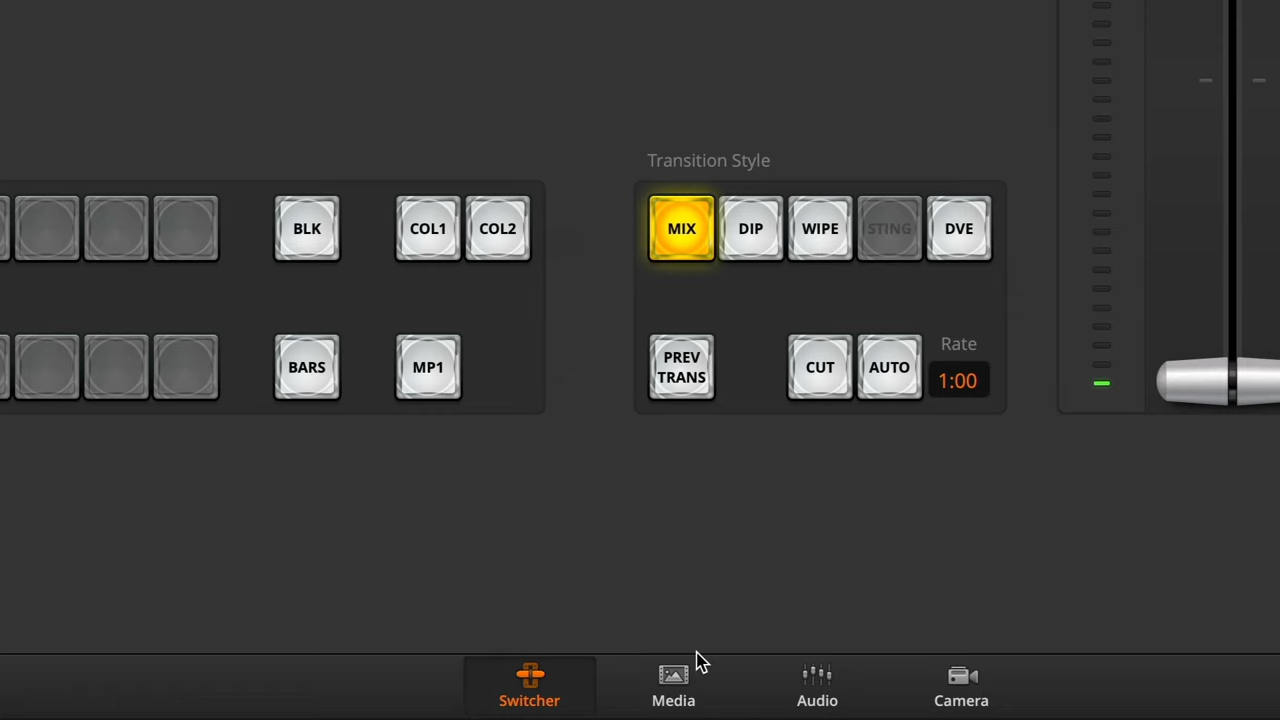 Transition Style
BLK
COL1
COL2
MIX
DIP
WIPE
STING
DVE
BARS
MP1
PREV
TRANS
CUT
AUTO
Rate
1:00
Switcher
Media
Audio
Camera